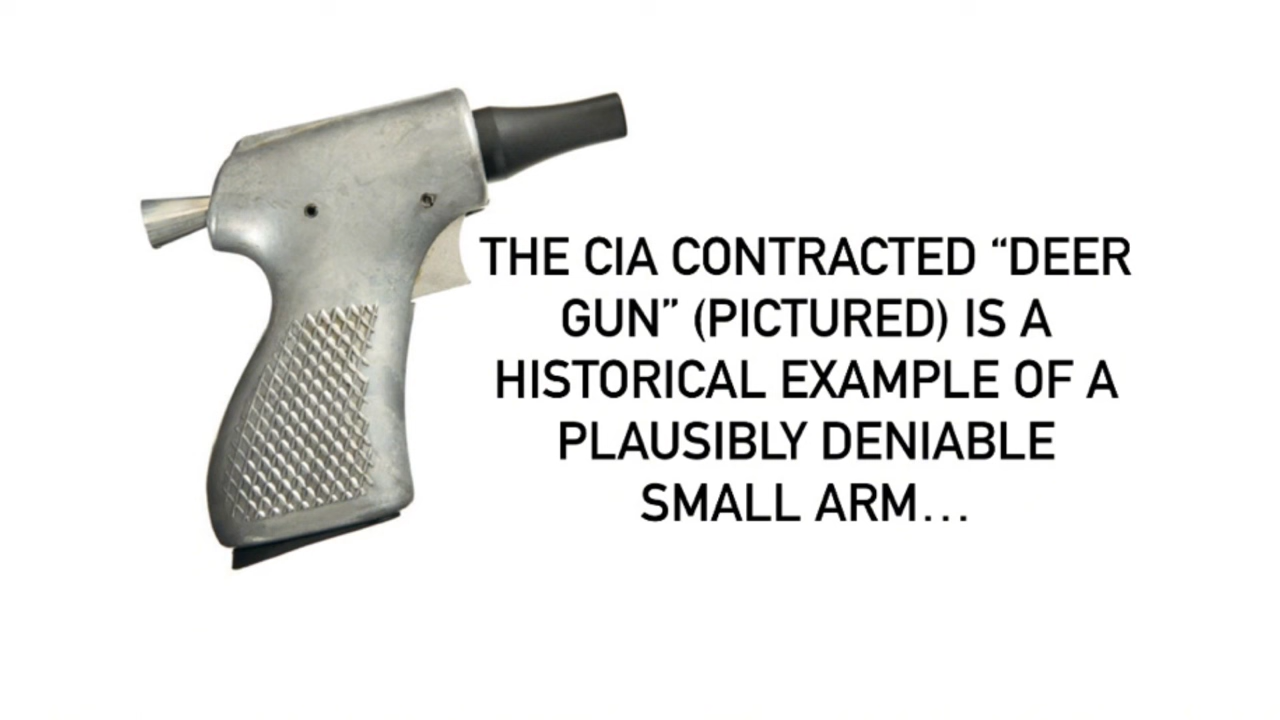 THE CIA CONTRACTED “DEER
GUN” (PICTURED) IS A
HISTORICAL EXAMPLE OF A
PLAUSIBLY DENIABLE
SMALL ARM…